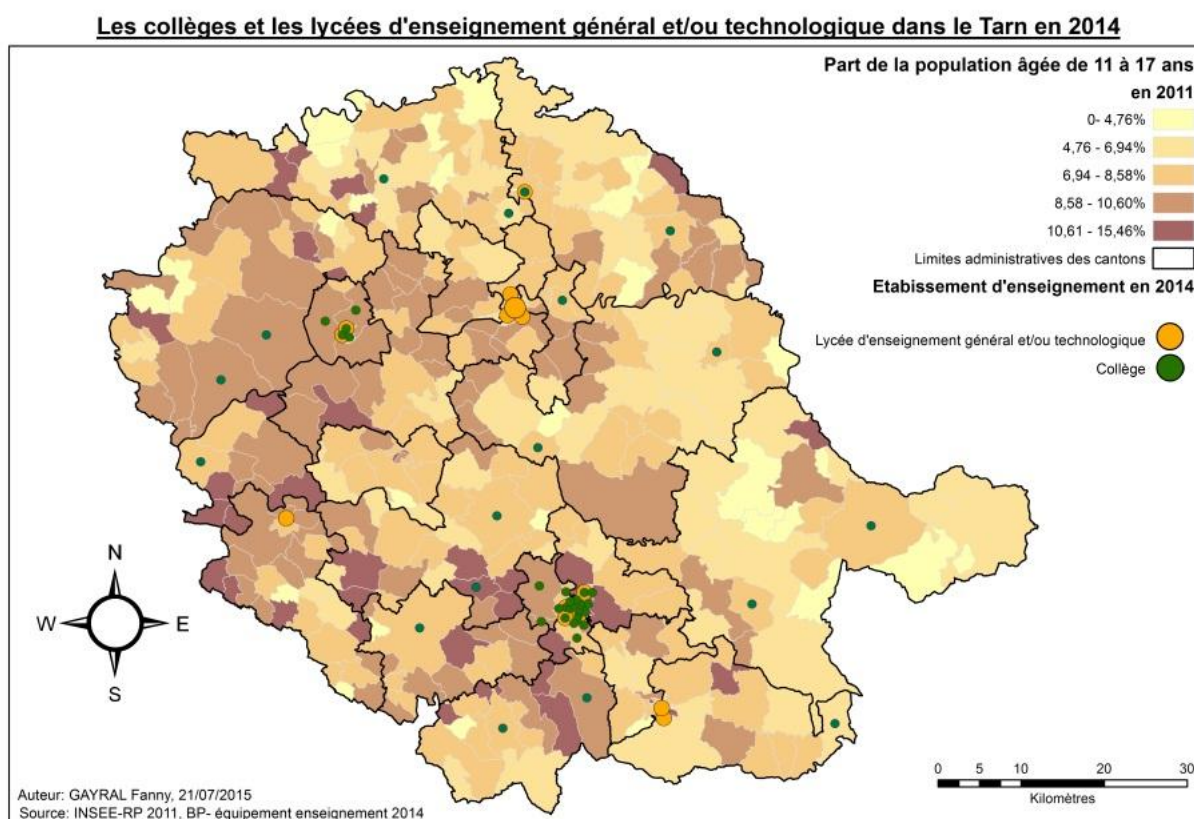 Les collèges et les lycées d'enseignement général et/ou technologique dans le Tarn en 2014
Part de la population âgée de 11 à 17 ans
en 2011
0- 4,76%
4,76 - 6,94%
6,94 - 8,58%
8,58 - 10,60%
10,61 - 15,46%
Limites administratives des cantons
Etablissement d'enseignement en 2014
Lycée d'enseignement général et/ou technologique
Collège
N
W
E
S
0 5 10 20 30
Kilomètres
Auteur: GAYRAL Fanny, 21/07/2015
Source: INSEE-RP 2011, BP- équipement enseignement 2014